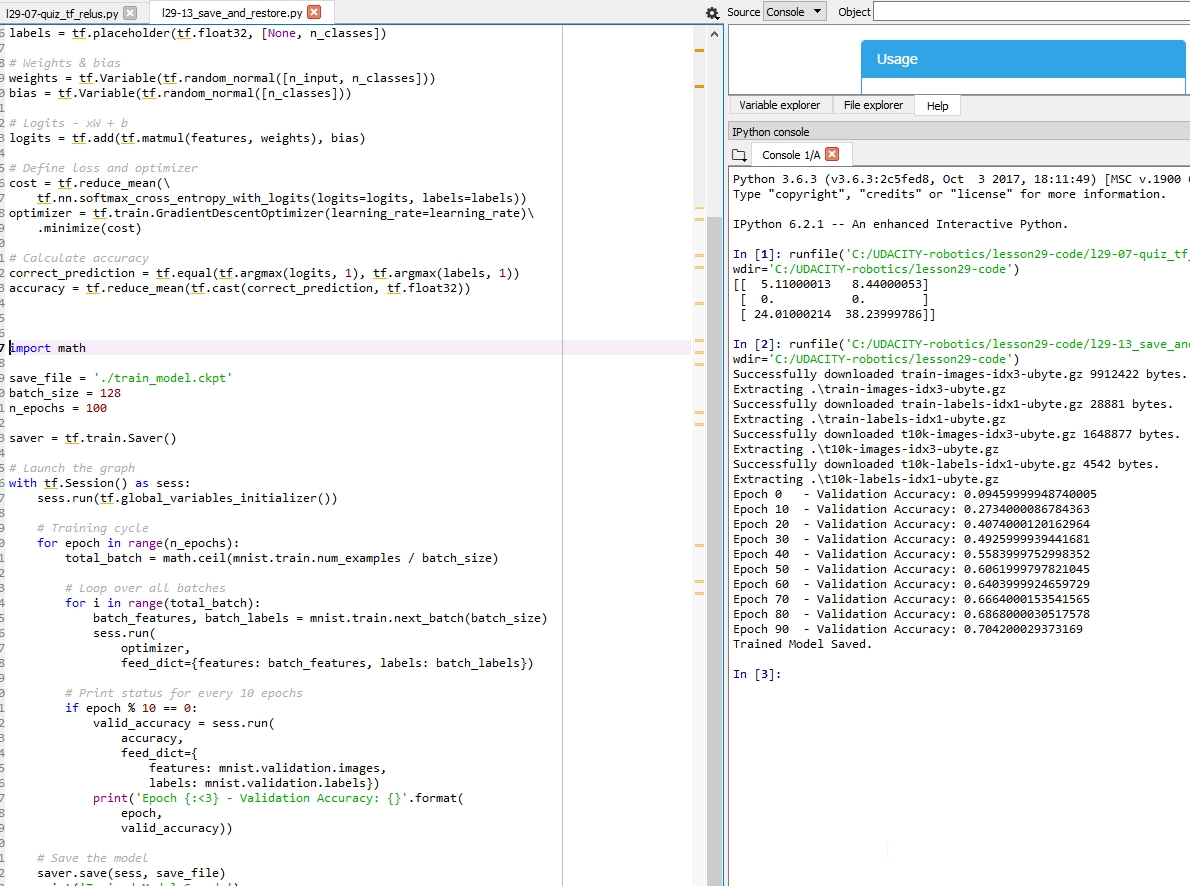 l29-07-quiz_tf_relus.py
l29-13_save_and_restore.py
labels = tf.placeholder(tf.float32, [None, n_classes])
# Weights & bias
weights = tf.Variable(tf.random_normal([n_input, n_classes]))
bias = tf.Variable(tf.random_normal([n_classes]))
# Logits - xW + b
logits = tf.add(tf.matmul(features, weights), bias)
# Define loss and optimizer
cost = tf.reduce_mean(\
    tf.nn.softmax_cross_entropy_with_logits(logits=logits, labels=labels))
optimizer = tf.train.GradientDescentOptimizer(learning_rate=learning_rate)\
    .minimize(cost)
# Calculate accuracy
correct_prediction = tf.equal(tf.argmax(logits, 1), tf.argmax(labels, 1))
accuracy = tf.reduce_mean(tf.cast(correct_prediction, tf.float32))
import math
save_file = './train_model.ckpt'
batch_size = 128
n_epochs = 100
saver = tf.train.Saver()
# Launch the graph
with tf.Session() as sess:
    sess.run(tf.global_variables_initializer())
    # Training cycle
    for epoch in range(n_epochs):
        total_batch = math.ceil(mnist.train.num_examples / batch_size)
        # Loop over all batches
        for i in range(total_batch):
            batch_features, batch_labels = mnist.train.next_batch(batch_size)
            sess.run(
                optimizer,
                feed_dict={features: batch_features, labels: batch_labels})
        # Print status for every 10 epochs
        if epoch % 10 == 0:
            valid_accuracy = sess.run(
                accuracy,
                feed_dict={
                    features: mnist.validation.images,
                    labels: mnist.validation.labels})
            print('Epoch {:<3} - Validation Accuracy: {}'.format(
                epoch,
                valid_accuracy))
    # Save the model
    saver.save(sess, save_file)
Source Console Object
Usage
Variable explorer File explorer Help
IPython console
Console 1/A
Python 3.6.3 (v3.6.3:2c5fed8, Oct  3 2017, 18:11:49) [MSC v.1900
Type "copyright", "credits" or "license" for more information.
IPython 6.2.1 -- An enhanced Interactive Python.
In [1]: runfile('C:/UDACITY-robotics/lesson29-code/l29-07-quiz_tf_
wdir='C:/UDACITY-robotics/lesson29-code')
[[  5.11000013   8.44000053]
 [  0.           0.        ]
 [ 24.01000214  38.23999786]]
In [2]: runfile('C:/UDACITY-robotics/lesson29-code/l29-13_save_an
wdir='C:/UDACITY-robotics/lesson29-code')
Successfully downloaded train-images-idx3-ubyte.gz 9912422 bytes.
Extracting .\train-images-idx3-ubyte.gz
Successfully downloaded train-labels-idx1-ubyte.gz 28881 bytes.
Extracting .\train-labels-idx1-ubyte.gz
Successfully downloaded t10k-images-idx3-ubyte.gz 1648877 bytes.
Extracting .\t10k-images-idx3-ubyte.gz
Successfully downloaded t10k-labels-idx1-ubyte.gz 4542 bytes.
Extracting .\t10k-labels-idx1-ubyte.gz
Epoch 0   - Validation Accuracy: 0.09459999948740005
Epoch 10  - Validation Accuracy: 0.2734000086784363
Epoch 20  - Validation Accuracy: 0.4074000120162964
Epoch 30  - Validation Accuracy: 0.4925999939441681
Epoch 40  - Validation Accuracy: 0.5583999752998352
Epoch 50  - Validation Accuracy: 0.6061999797821045
Epoch 60  - Validation Accuracy: 0.6403999924659729
Epoch 70  - Validation Accuracy: 0.6664000153541565
Epoch 80  - Validation Accuracy: 0.6868000030517578
Epoch 90  - Validation Accuracy: 0.704200029373169
Trained Model Saved.
In [3]: